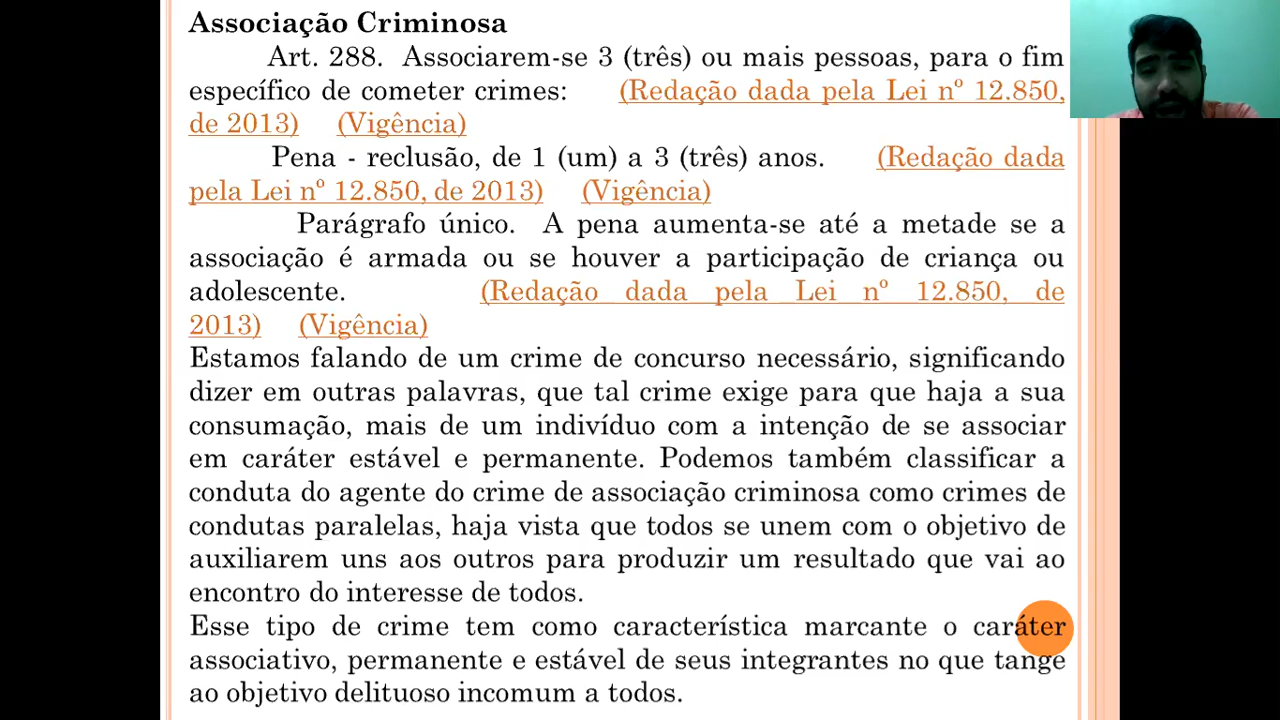 Associação Criminosa
Art. 288. Associarem-se 3 (três) ou mais pessoas, para o fim
específico de cometer crimes: (Redação dada pela Lei nº 12.850,
de 2013) (Vigência)
Pena - reclusão, de 1 (um) a 3 (três) anos. (Redação dada
pela Lei nº 12.850, de 2013) (Vigência)
Parágrafo único. A pena aumenta-se até a metade se a
associação é armada ou se houver a participação de criança ou
adolescente. (Redação dada pela Lei nº 12.850, de
2013) (Vigência)
Estamos falando de um crime de concurso necessário, significando
dizer em outras palavras, que tal crime exige para que haja a sua
consumação, mais de um indivíduo com a intenção de se associar
em caráter estável e permanente. Podemos também classificar a
conduta do agente do crime de associação criminosa como crimes de
condutas paralelas, haja vista que todos se unem com o objetivo de
auxiliarem uns aos outros para produzir um resultado que vai ao
encontro do interesse de todos.
Esse tipo de crime tem como característica marcante o caráter
associativo, permanente e estável de seus integrantes no que tange
ao objetivo delituoso incomum a todos.